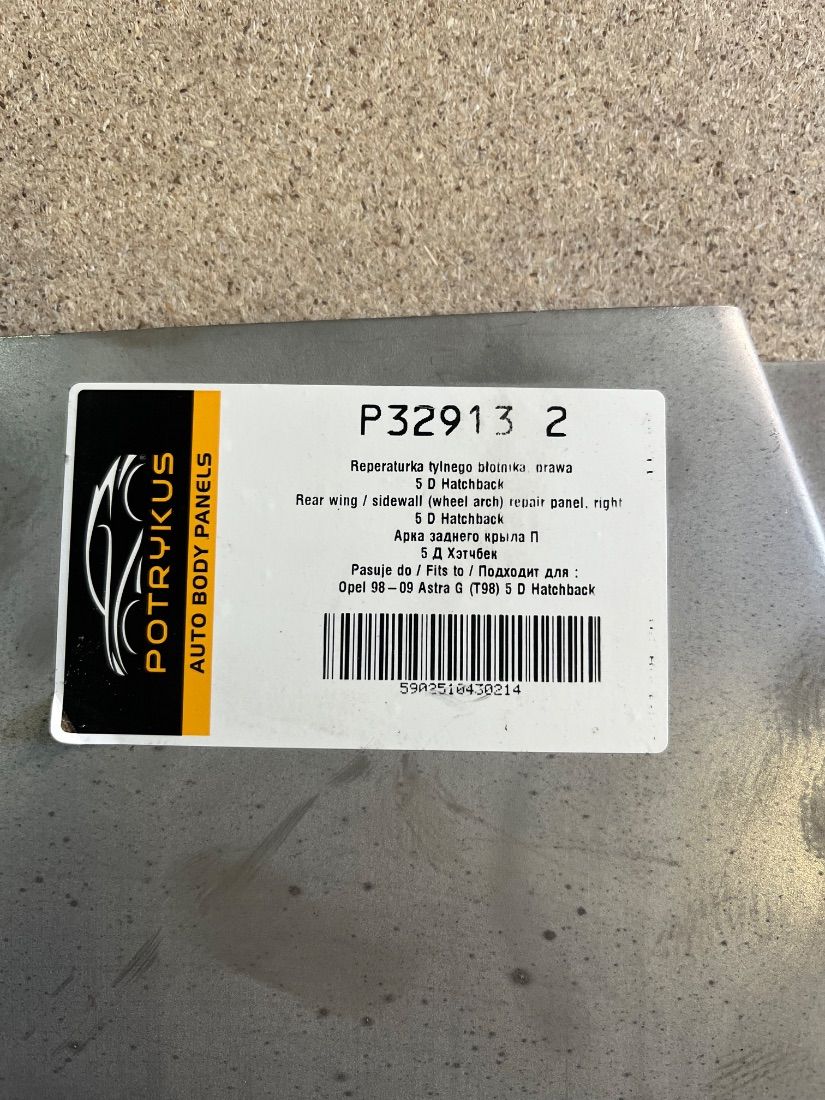 POTRYKUS
AUTO BODY PANELS
P32913 2
Reperaturka tylnego błotnika, prawa
5 D Hatchback
Rear wing / sidewall (wheel arch) repair panel, right
5 D Hatchback
Арка заднего крыла П
5 Д Хэтчбек
Pasuje do / Fits to / Подходит для :
Opel 98-09 Astra G (T98) 5 D Hatchback
5902510430214